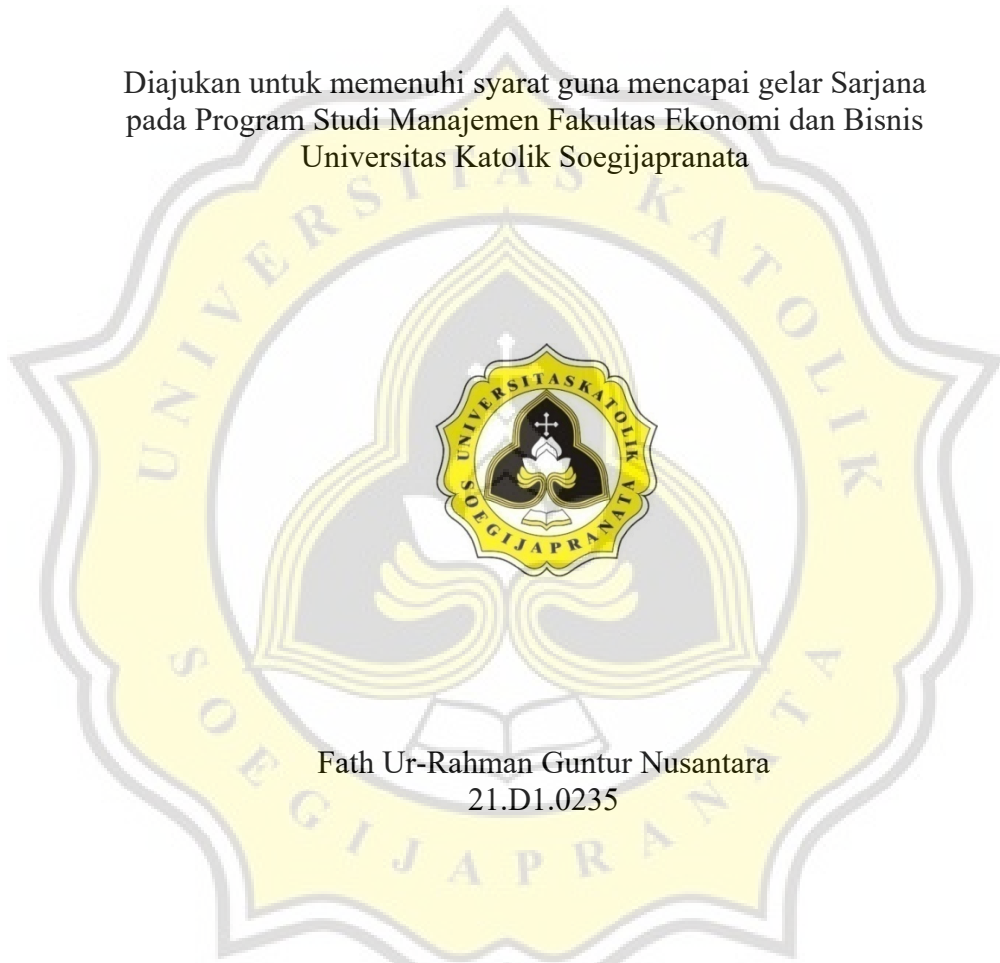 Diajukan untuk memenuhi syarat guna mencapai gelar Sarjana
pada Program Studi Manajemen Fakultas Ekonomi dan Bisnis
Universitas Katolik Soegijapranata
UNIVERSITAS KATOLIK
SOEGIJAPRANATA
UNIVERSITAS KATOLIK
SOEGIJAPRANATA
Fath Ur-Rahman Guntur Nusantara
21.D1.0235